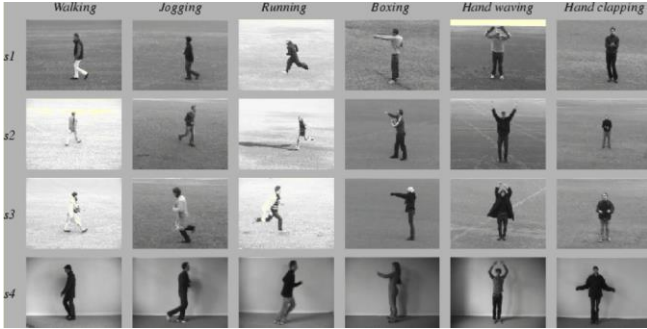 Walking Jogging Running Boxing Hand waving Hand clapping
s1
s2
s3
s4